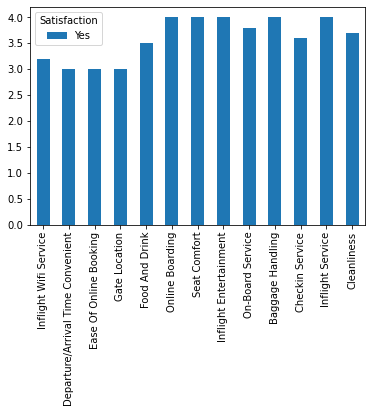 Satisfaction
Yes
4.0
3.5
3.0
2.5
2.0
1.5
1.0
0.5
0.0
Inflight Wifi Service
Departure/Arrival Time Convenient
Ease Of Online Booking
Gate Location
Food And Drink
Online Boarding
Seat Comfort
Inflight Entertainment
On-Board Service
Baggage Handling
Checkin Service
Inflight Service
Cleanliness